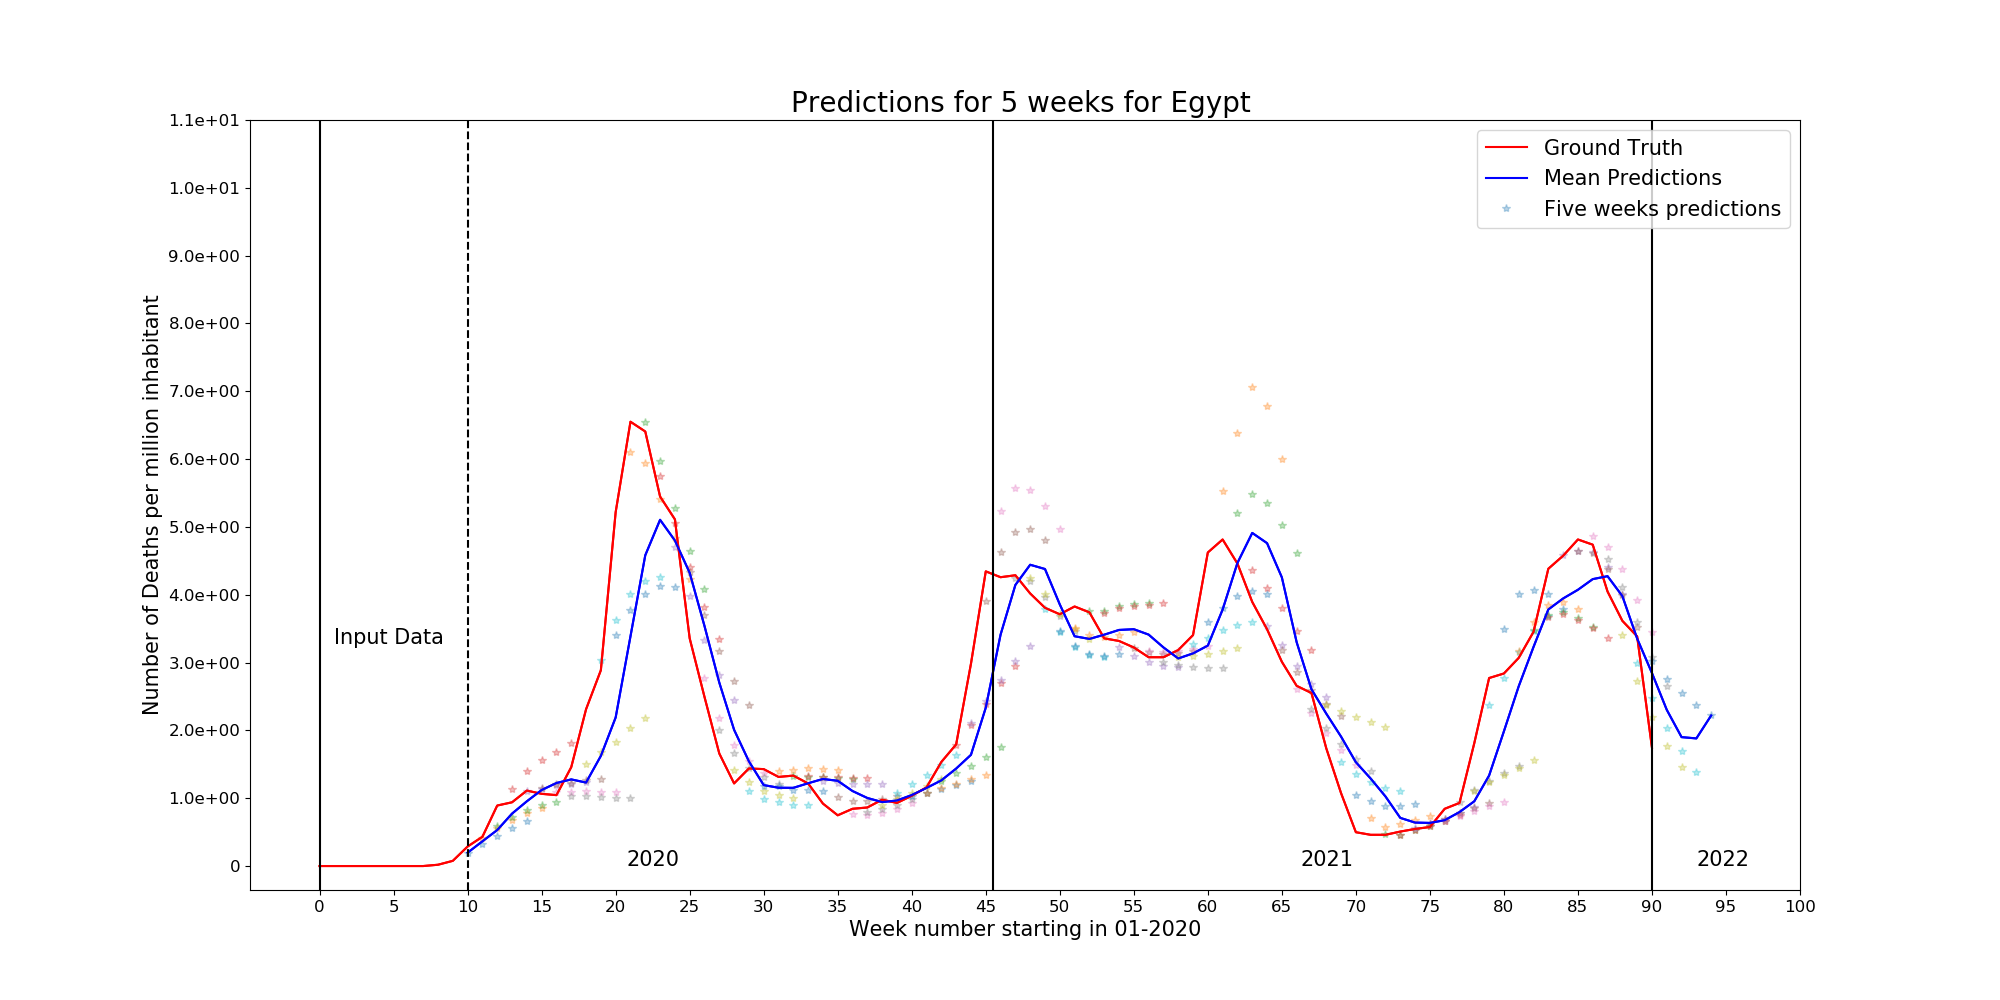 Predictions for 5 weeks for Egypt
1.1e+01
1.0e+01
9.0e+00
8.0e+00
7.0e+00
6.0e+00
5.0e+00
4.0e+00
3.0e+00
2.0e+00
1.0e+00
0
Number of Deaths per million inhabitant
Ground Truth
Mean Predictions
Five weeks predictions
Input Data
2020
2021
2022
0 5 10 15 20 25 30 35 40 45 50 55 60 65 70 75 80 85 90 95 100
Week number starting in 01-2020